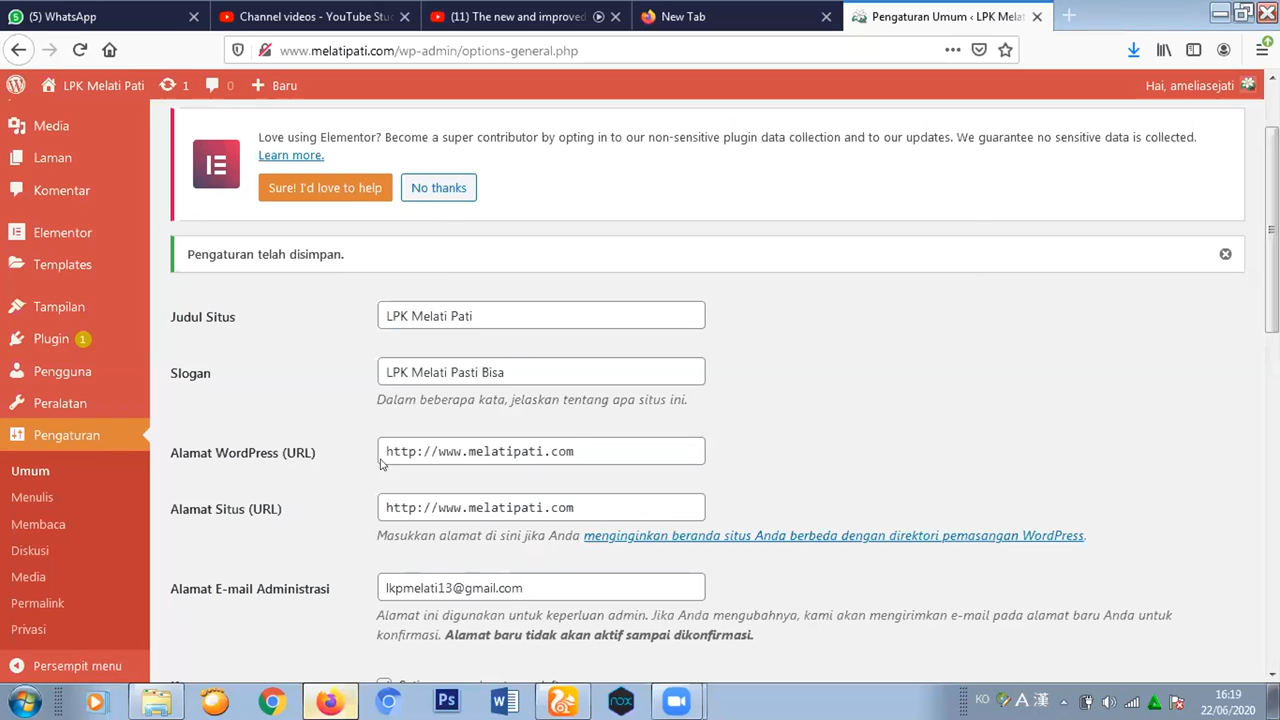 (5) WhatsApp
Channel videos - YouTube Stu
(11) The new and improved
New Tab
Pengaturan Umum ‹ LPK Melat
www.melatipati.com/wp-admin/options-general.php
LPK Melati Pati
1
0
Baru
Hai, ameliasejati
Media
Laman
Komentar
Elementor
Templates
Tampilan
Plugin 1
Pengguna
Peralatan
Pengaturan
Umum
Menulis
Membaca
Diskusi
Media
Permalink
Privasi
Persempit menu
Love using Elementor? Become a super contributor by opting in to our non-sensitive plugin data collection and to our updates. We guarantee no sensitive data is collected.
Learn more.
Sure! I'd love to help
No thanks
Pengaturan telah disimpan.
Judul Situs
LPK Melati Pati
Slogan
LPK Melati Pasti Bisa
Dalam beberapa kata, jelaskan tentang apa situs ini.
Alamat WordPress (URL)
http://www.melatipati.com
Alamat Situs (URL)
http://www.melatipati.com
Masukkan alamat di sini jika Anda menginginkan beranda situs Anda berbeda dengan direktori pemasangan WordPress.
Alamat E-mail Administrasi
lkpmelati13@gmail.com
Alamat ini digunakan untuk keperluan admin. Jika Anda mengubahnya, kami akan mengirimkan e-mail pada alamat baru Anda untuk
konfirmasi. Alamat baru tidak akan aktif sampai dikonfirmasi.
KO
A 漢
16:19
22/06/2020